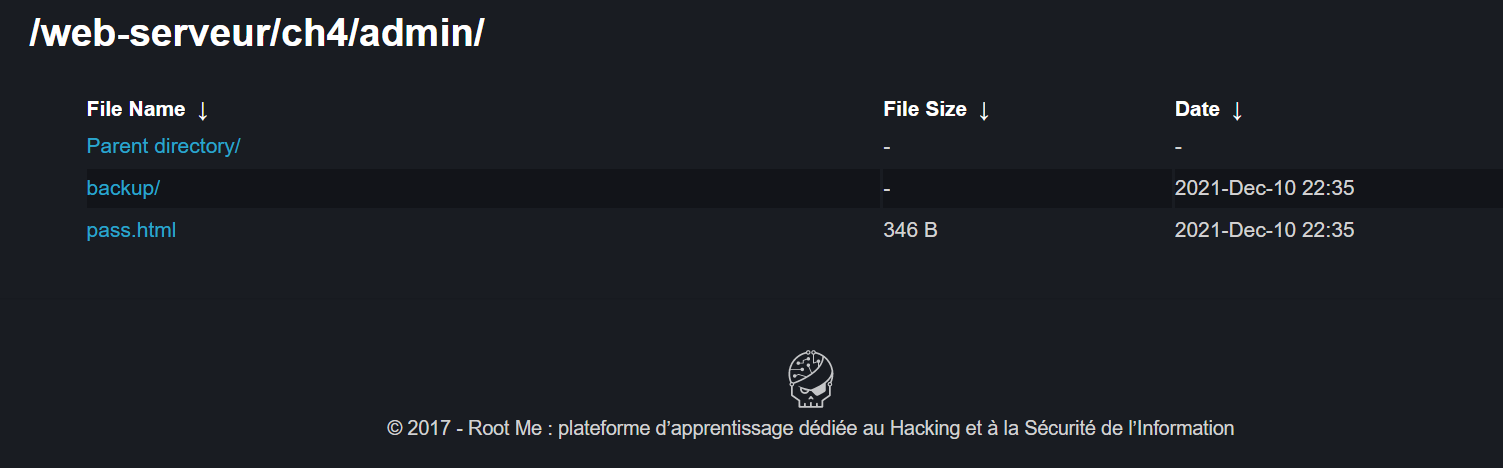 /web-serveur/ch4/admin/
File Name ↓ File Size ↓ Date ↓
Parent directory/ - -
backup/ - 2021-Dec-10 22:35
pass.html 346 B 2021-Dec-10 22:35
© 2017 - Root Me : plateforme d’apprentissage dédiée au Hacking et à la Sécurité de l’Information